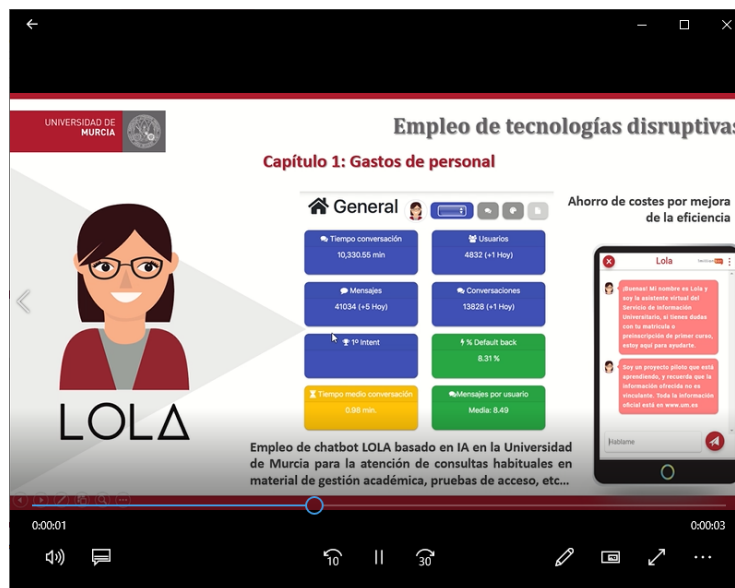 UNIVERSIDAD DE
MURCIA
Empleo de tecnologías disruptivas
Capítulo 1: Gastos de personal
General
Ahorro de costes por mejora
de la eficiencia
Tiempo conversación
10,330.55 min
Usuarios
4832 (+1 Hoy)
Mensajes
41034 (+5 Hoy)
Conversaciones
13828 (+1 Hoy)
1º Intent
% Default back
8.31 %
Tiempo medio conversación
0.98 min.
Mensajes por usuario
Media: 8.49
LOLA
Lola
¡Buenas! Mi nombre es Lola y
soy la asistente virtual del
Servicio de Información
Universitario, si tienes dudas
con tu matrícula o
preinscripción de primer curso,
estoy aquí para ayudarte.
Soy un proyecto piloto que está
aprendiendo, y recuerda que la
información ofrecida no es
vinculante. Toda la información
oficial está en www.um.es
Háblame
Empleo de chatbot LOLA basado en IA en la Universidad
de Murcia para la atención de consultas habituales en
material de gestión académica, pruebas de acceso, etc...
0:00:01
0:00:03
10
30